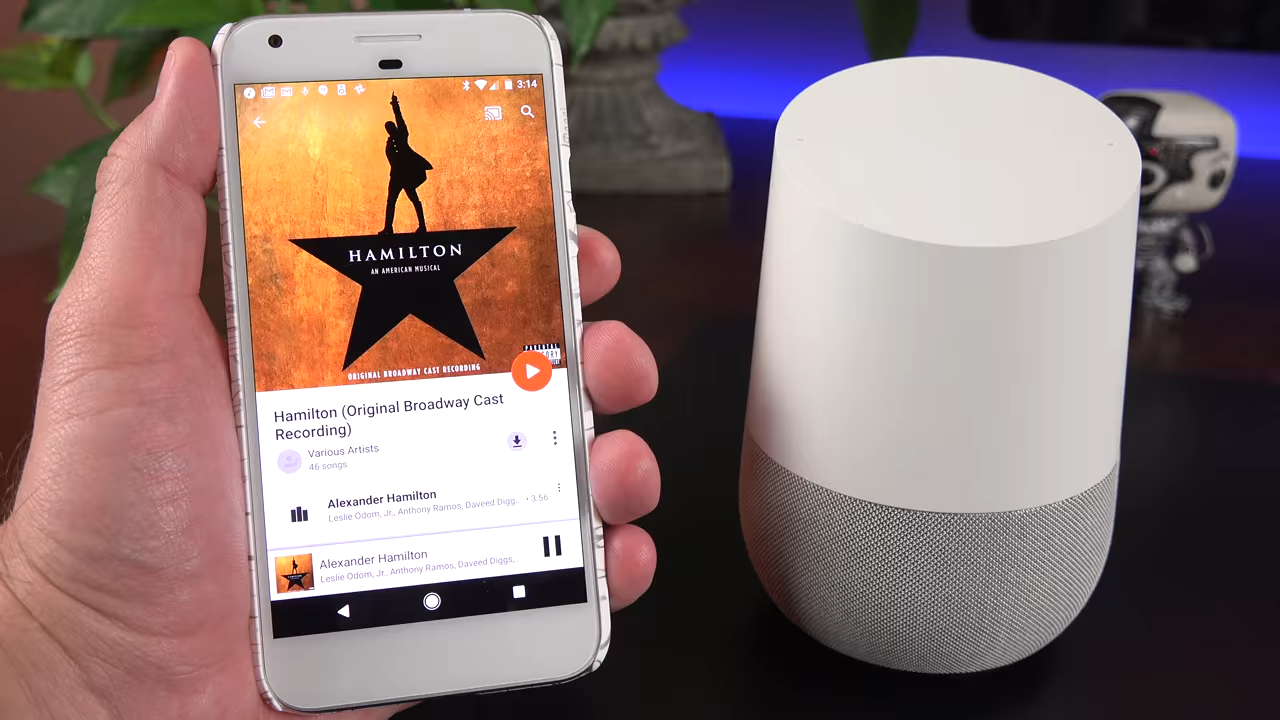 3:14
HAMILTON
AN AMERICAN MUSICAL
PARENTAL
ORIGINAL BROADWAY CAST RECORDING
Hamilton (Original Broadway Cast
Recording)
Various Artists
46 songs
Alexander Hamilton
Leslie Odom, Jr., Anthony Ramos, Daveed Digg.. • 3:56
Alexander Hamilton
Leslie Odom, Jr., Anthony Ramos, Daveed Diggs,